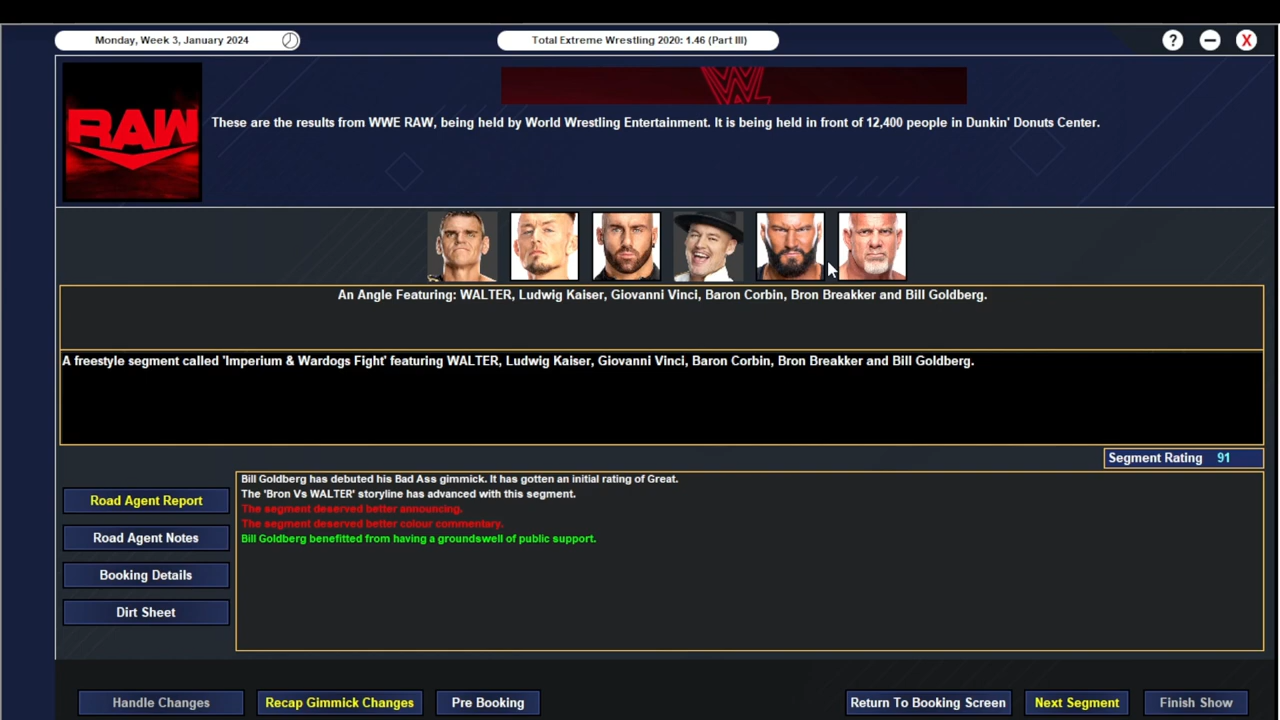 Monday, Week 3, January 2024
Total Extreme Wrestling 2020: 1.46 (Part III)
?
X
RAW
W
These are the results from WWE RAW, being held by World Wrestling Entertainment. It is being held in front of 12,400 people in Dunkin' Donuts Center.
An Angle Featuring: WALTER, Ludwig Kaiser, Giovanni Vinci, Baron Corbin, Bron Breakker and Bill Goldberg.
A freestyle segment called 'Imperium & Wardogs Fight' featuring WALTER, Ludwig Kaiser, Giovanni Vinci, Baron Corbin, Bron Breakker and Bill Goldberg.
Segment Rating 91
Road Agent Report
Road Agent Notes
Booking Details
Dirt Sheet
Bill Goldberg has debuted his Bad Ass gimmick. It has gotten an initial rating of Great.
The 'Bron Vs WALTER' storyline has advanced with this segment.
The segment deserved better announcing.
The segment deserved better colour commentary.
Bill Goldberg benefitted from having a groundswell of public support.
Handle Changes
Recap Gimmick Changes
Pre Booking
Return To Booking Screen
Next Segment
Finish Show